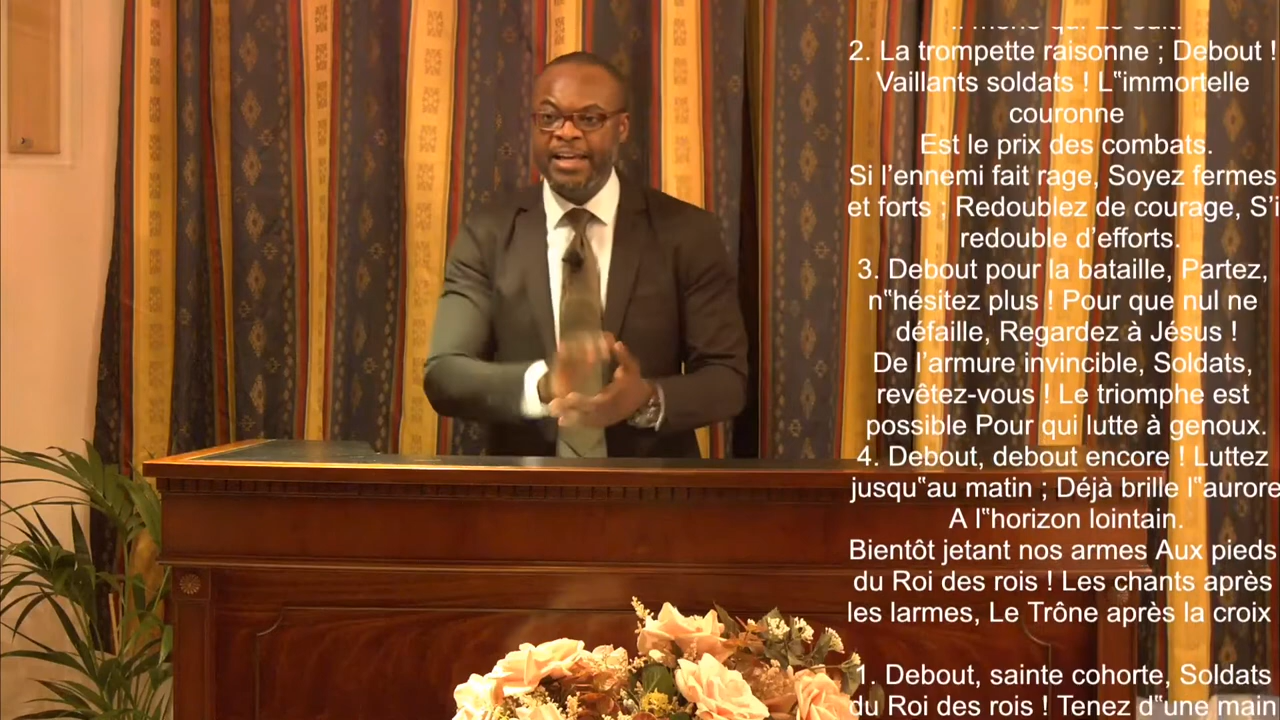 2. La trompette raisonne ; Debout !
Vaillants soldats ! L‟immortelle
couronne
Est le prix des combats.
Si l’ennemi fait rage, Soyez fermes
et forts ; Redoublez de courage, S’i
redouble d’efforts.
3. Debout pour la bataille, Partez,
n‟hésitez plus ! Pour que nul ne
défaille, Regardez à Jésus !
De l’armure invincible, Soldats,
revêtez-vous ! Le triomphe est
possible Pour qui lutte à genoux.
4. Debout, debout encore ! Luttez
jusqu‟au matin ; Déjà brille l‟aurore
A l‟horizon lointain.
Bientôt jetant nos armes Aux pieds
du Roi des rois ! Les chants après
les larmes, Le Trône après la croix
1. Debout, sainte cohorte, Soldats
du Roi des rois ! Tenez d‟une main